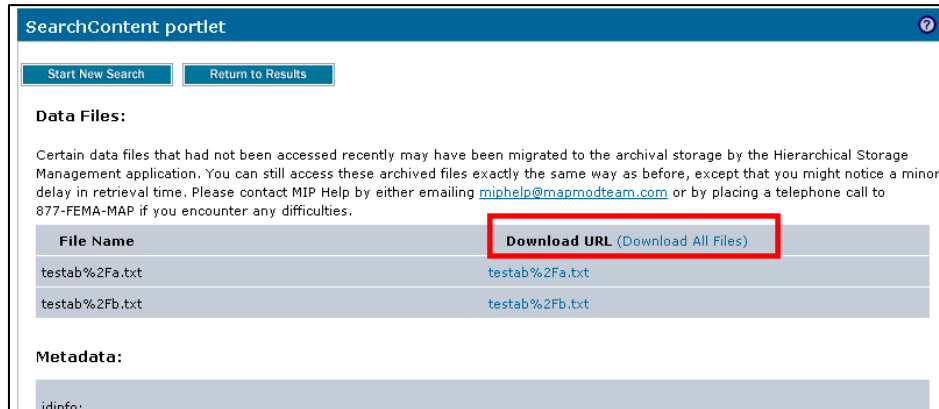 SearchContent portlet ?
Start New Search Return to Results
Data Files:
Certain data files that had not been accessed recently may have been migrated to the archival storage by the Hierarchical Storage
Management application. You can still access these archived files exactly the same way as before, except that you might notice a minor
delay in retrieval time. Please contact MIP Help by either emailing miphelp@mapmodteam.com or by placing a telephone call to
877-FEMA-MAP if you encounter any difficulties.
File Name Download URL (Download All Files)
testab%2Fa.txt testab%2Fa.txt
testab%2Fb.txt testab%2Fb.txt
Metadata:
idinfo: